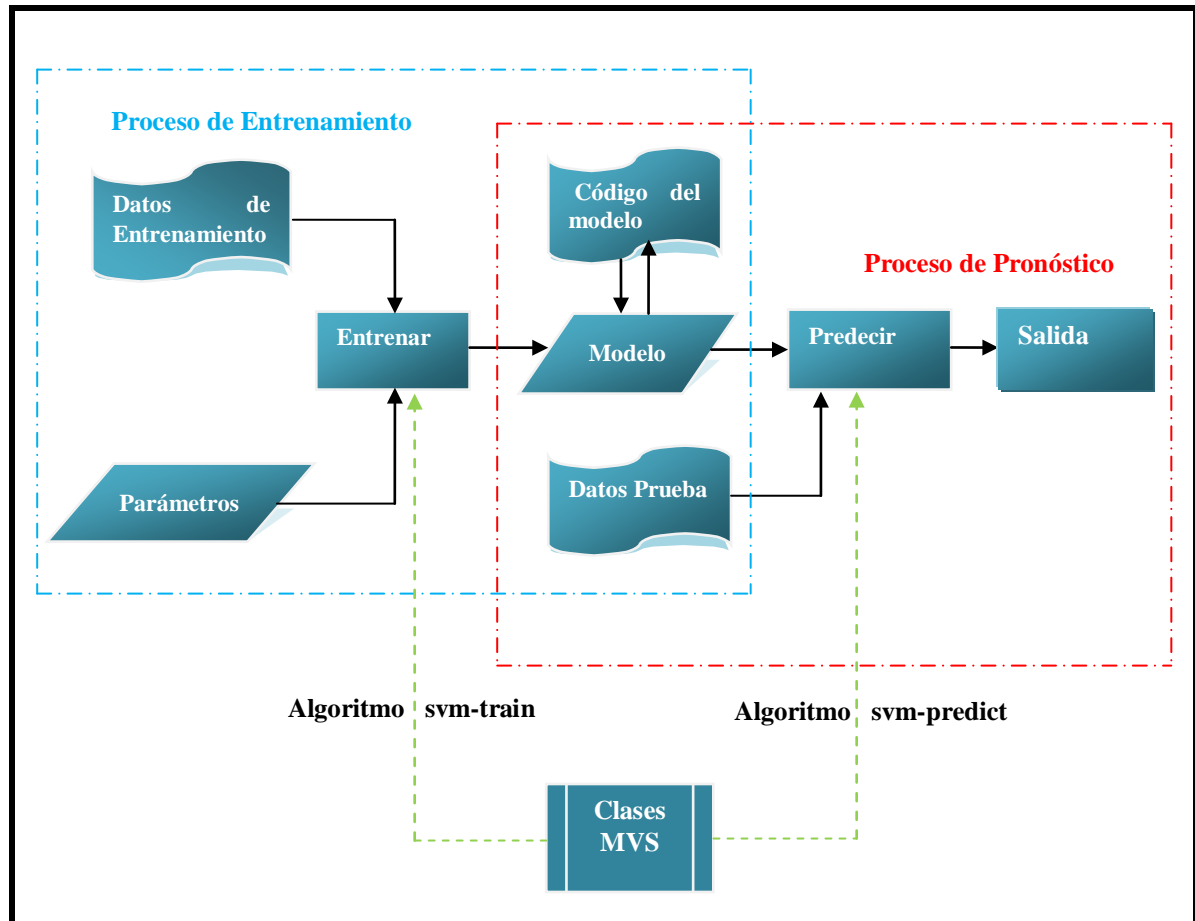 Proceso de Entrenamiento
Datos de
Entrenamiento
Código del
modelo
Proceso de Pronóstico
Entrenar
Modelo
Predecir
Salida
Parámetros
Datos Prueba
Algoritmo svm-train
Algoritmo svm-predict
Clases
MVS